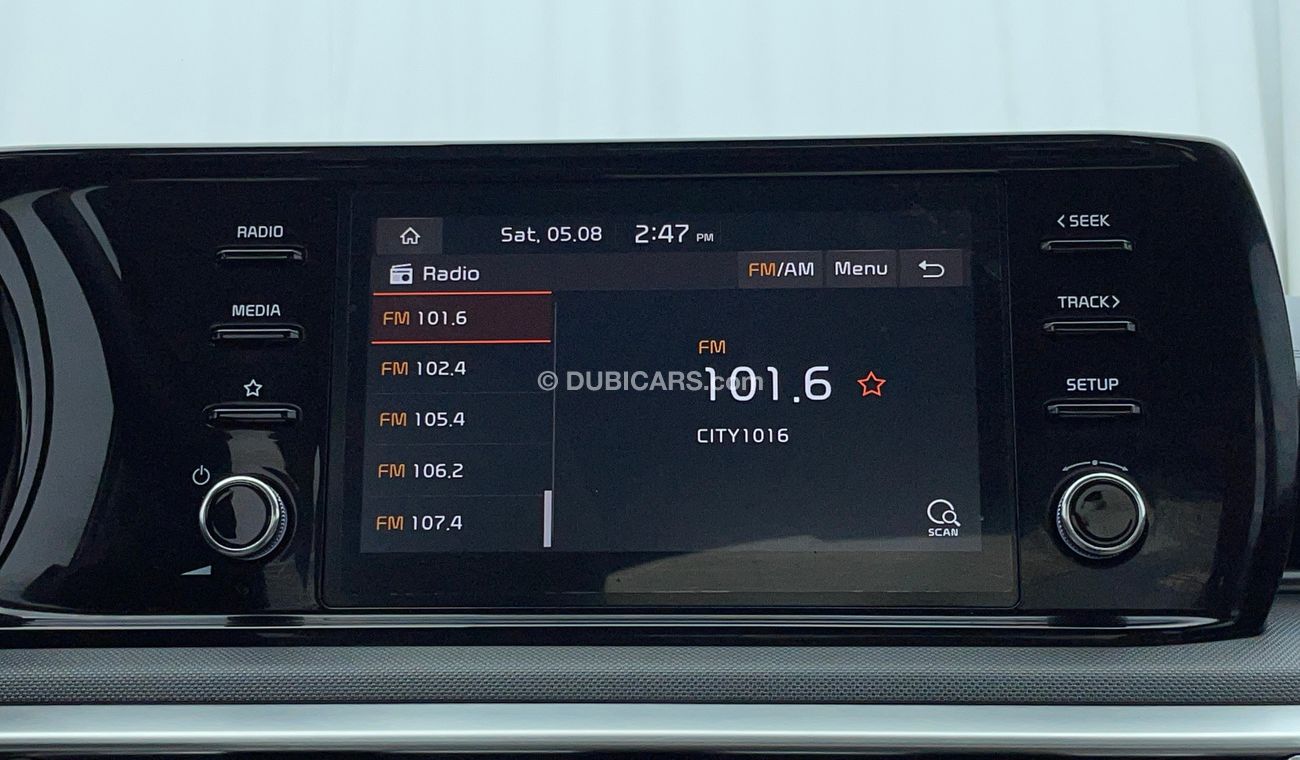 RADIO
MEDIA
Sat, 05.08 2:47 PM
Radio FM/AM Menu
FM 101.6
FM 102.4
FM 105.4
FM 106.2
FM 107.4
FM
101.6
CITY1016
SCAN
© DUBICARS.com
< SEEK
TRACK >
SETUP